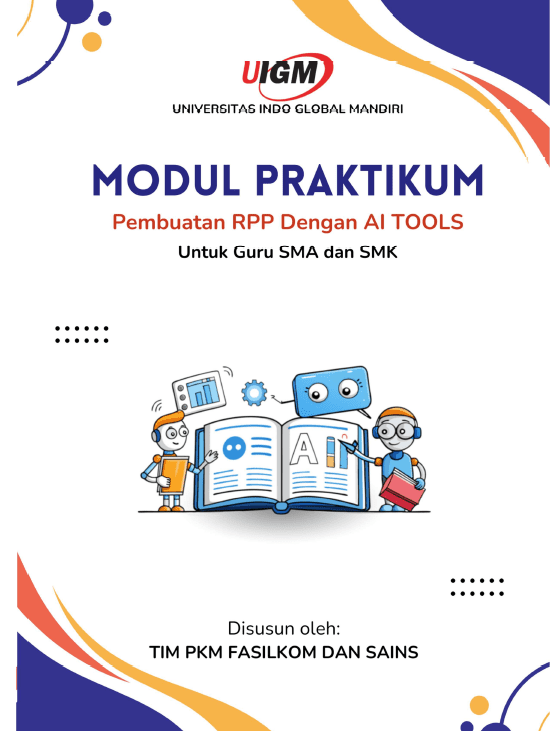 UIGM
UNIVERSITAS INDO GLOBAL MANDIRI
MODUL PRAKTIKUM
Pembuatan RPP Dengan AI TOOLS
Untuk Guru SMA dan SMK
AI
Disusun oleh:
TIM PKM FASILKOM DAN SAINS